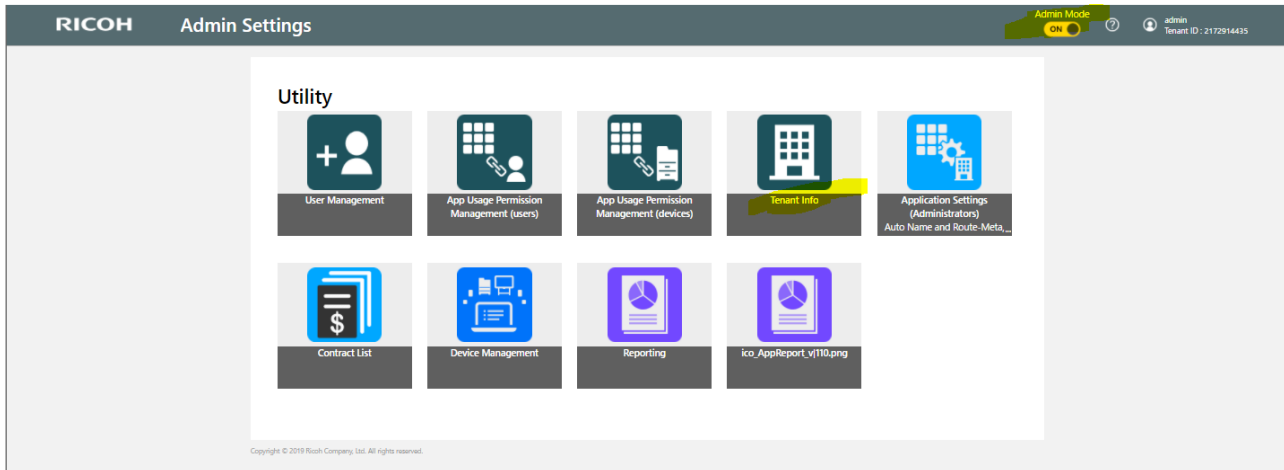 RICOH Admin Settings
Admin Mode
ON
?
admin
Tenant ID : 2172914435
Utility
User Management
App Usage Permission
Management (users)
App Usage Permission
Management (devices)
Tenant Info
Application Settings
(Administrators)
Auto Name and Route-Meta,...
$
Contract List
Device Management
Reporting
ico_AppReport_v|110.png
Copyright © 2019 Ricoh Company, Ltd. All rights reserved.